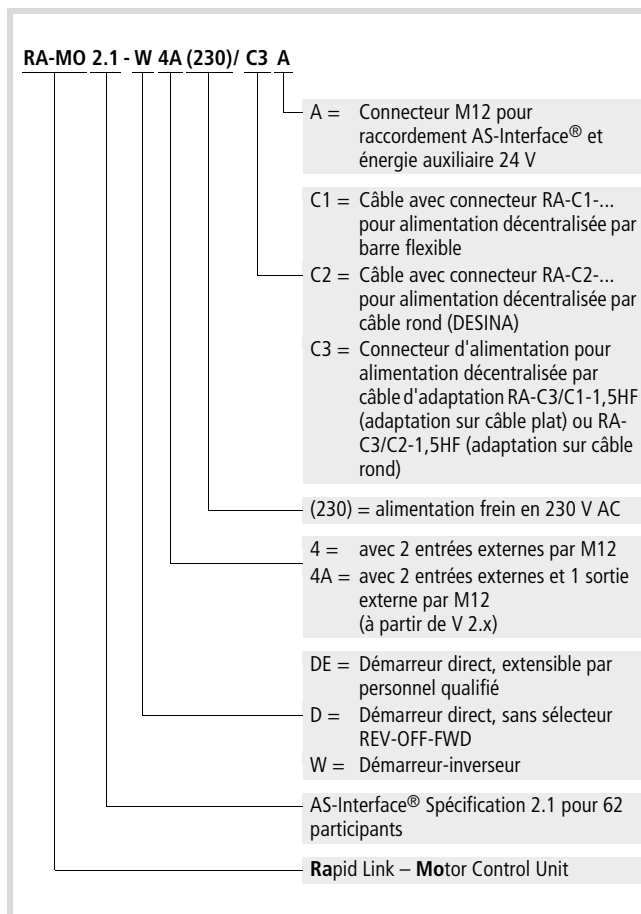 RA-MO 2.1 - W 4A (230)/ C3 A
A = Connecteur M12 pour
raccordement AS-Interface® et
énergie auxiliaire 24 V
C1 = Câble avec connecteur RA-C1-...
pour alimentation décentralisée par
barre flexible
C2 = Câble avec connecteur RA-C2-...
pour alimentation décentralisée par
câble rond (DESINA)
C3 = Connecteur d'alimentation pour
alimentation décentralisée par
câble d'adaptation RA-C3/C1-1,5HF
(adaptation sur câble plat) ou RA-
C3/C2-1,5HF (adaptation sur câble
rond)
(230) = alimentation frein en 230 V AC
4 = avec 2 entrées externes par M12
4A = avec 2 entrées externes et 1 sortie
externe par M12
(à partir de V 2.x)
DE = Démarreur direct, extensible par
personnel qualifié
D = Démarreur direct, sans sélecteur
REV-OFF-FWD
W = Démarreur-inverseur
AS-Interface® Spécification 2.1 pour 62
participants
Rapid Link – Motor Control Unit